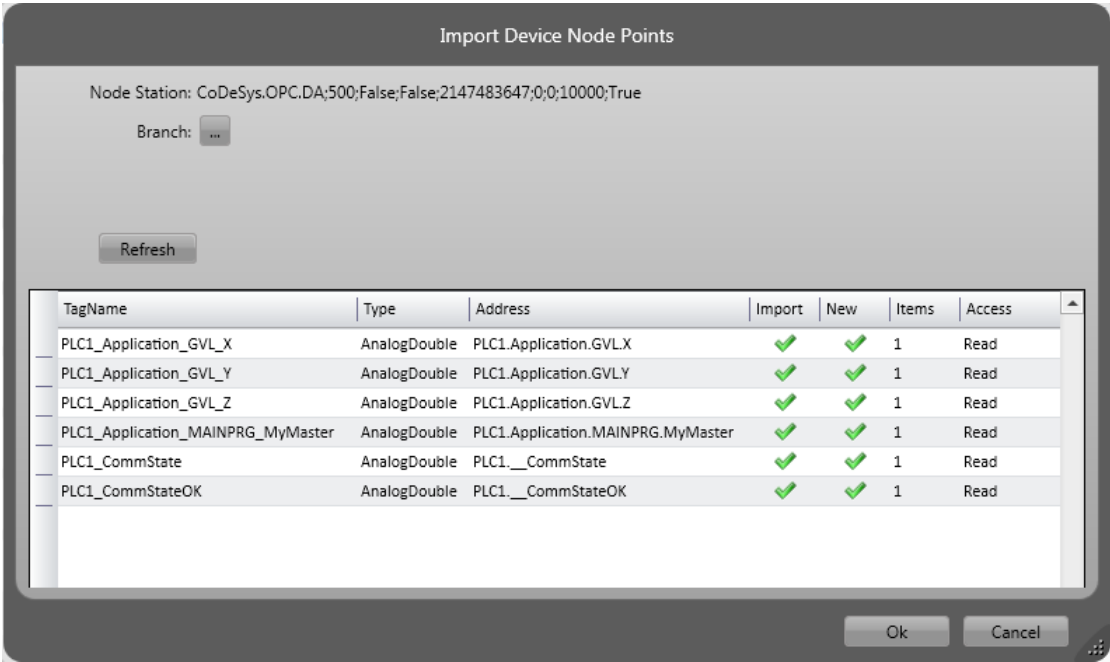 Import Device Node Points
Node Station: CoDeSys.OPC.DA;500;False;False;2147483647;0;0;10000;True
Branch: ...
Refresh
TagName Type Address Import New Items Access
PLC1_Application_GVL_X AnalogDouble PLC1.Application.GVL.X 1 Read
PLC1_Application_GVL_Y AnalogDouble PLC1.Application.GVL.Y 1 Read
PLC1_Application_GVL_Z AnalogDouble PLC1.Application.GVL.Z 1 Read
PLC1_Application_MAINPRG_MyMaster AnalogDouble PLC1.Application.MAINPRG.MyMaster 1 Read
PLC1_CommState AnalogDouble PLC1.__CommState 1 Read
PLC1_CommStateOK AnalogDouble PLC1.__CommStateOK 1 Read
Ok Cancel